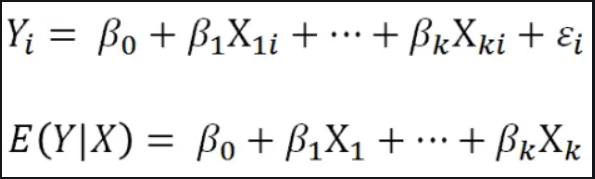 Yᵢ = β₀ + β₁X₁ᵢ + ⋯ + βₖXₖᵢ + εᵢ
E(Y|X) = β₀ + β₁X₁ + ⋯ + βₖXₖ